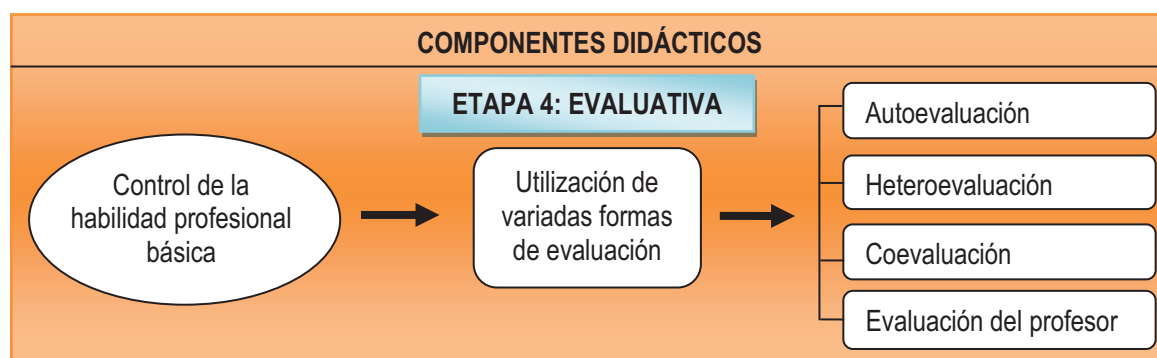 COMPONENTES DIDÁCTICOS
ETAPA 4: EVALUATIVA
Control de la
habilidad profesional
básica
Utilización de
variadas formas
de evaluación
Autoevaluación
Heteroevaluación
Coevaluación
Evaluación del profesor